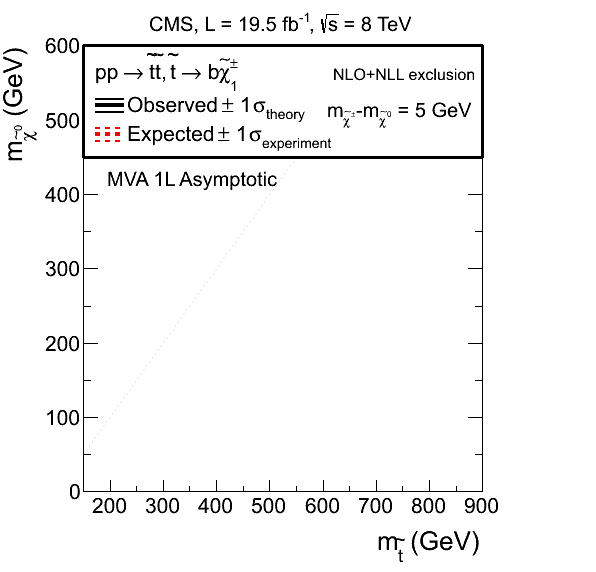 CMS, L = 19.5 fb⁻¹, √s = 8 TeV
pp → t̃t̃, t̃ → bχ̃₁±
NLO+NLL exclusion
Observed ± 1σtheory
mχ̃±-mχ̃⁰ = 5 GeV
Expected ± 1σexperiment
MVA 1L Asymptotic
mχ̃⁰ (GeV)
600
500
400
300
200
100
0
200 300 400 500 600 700 800 900
mt̃ (GeV)